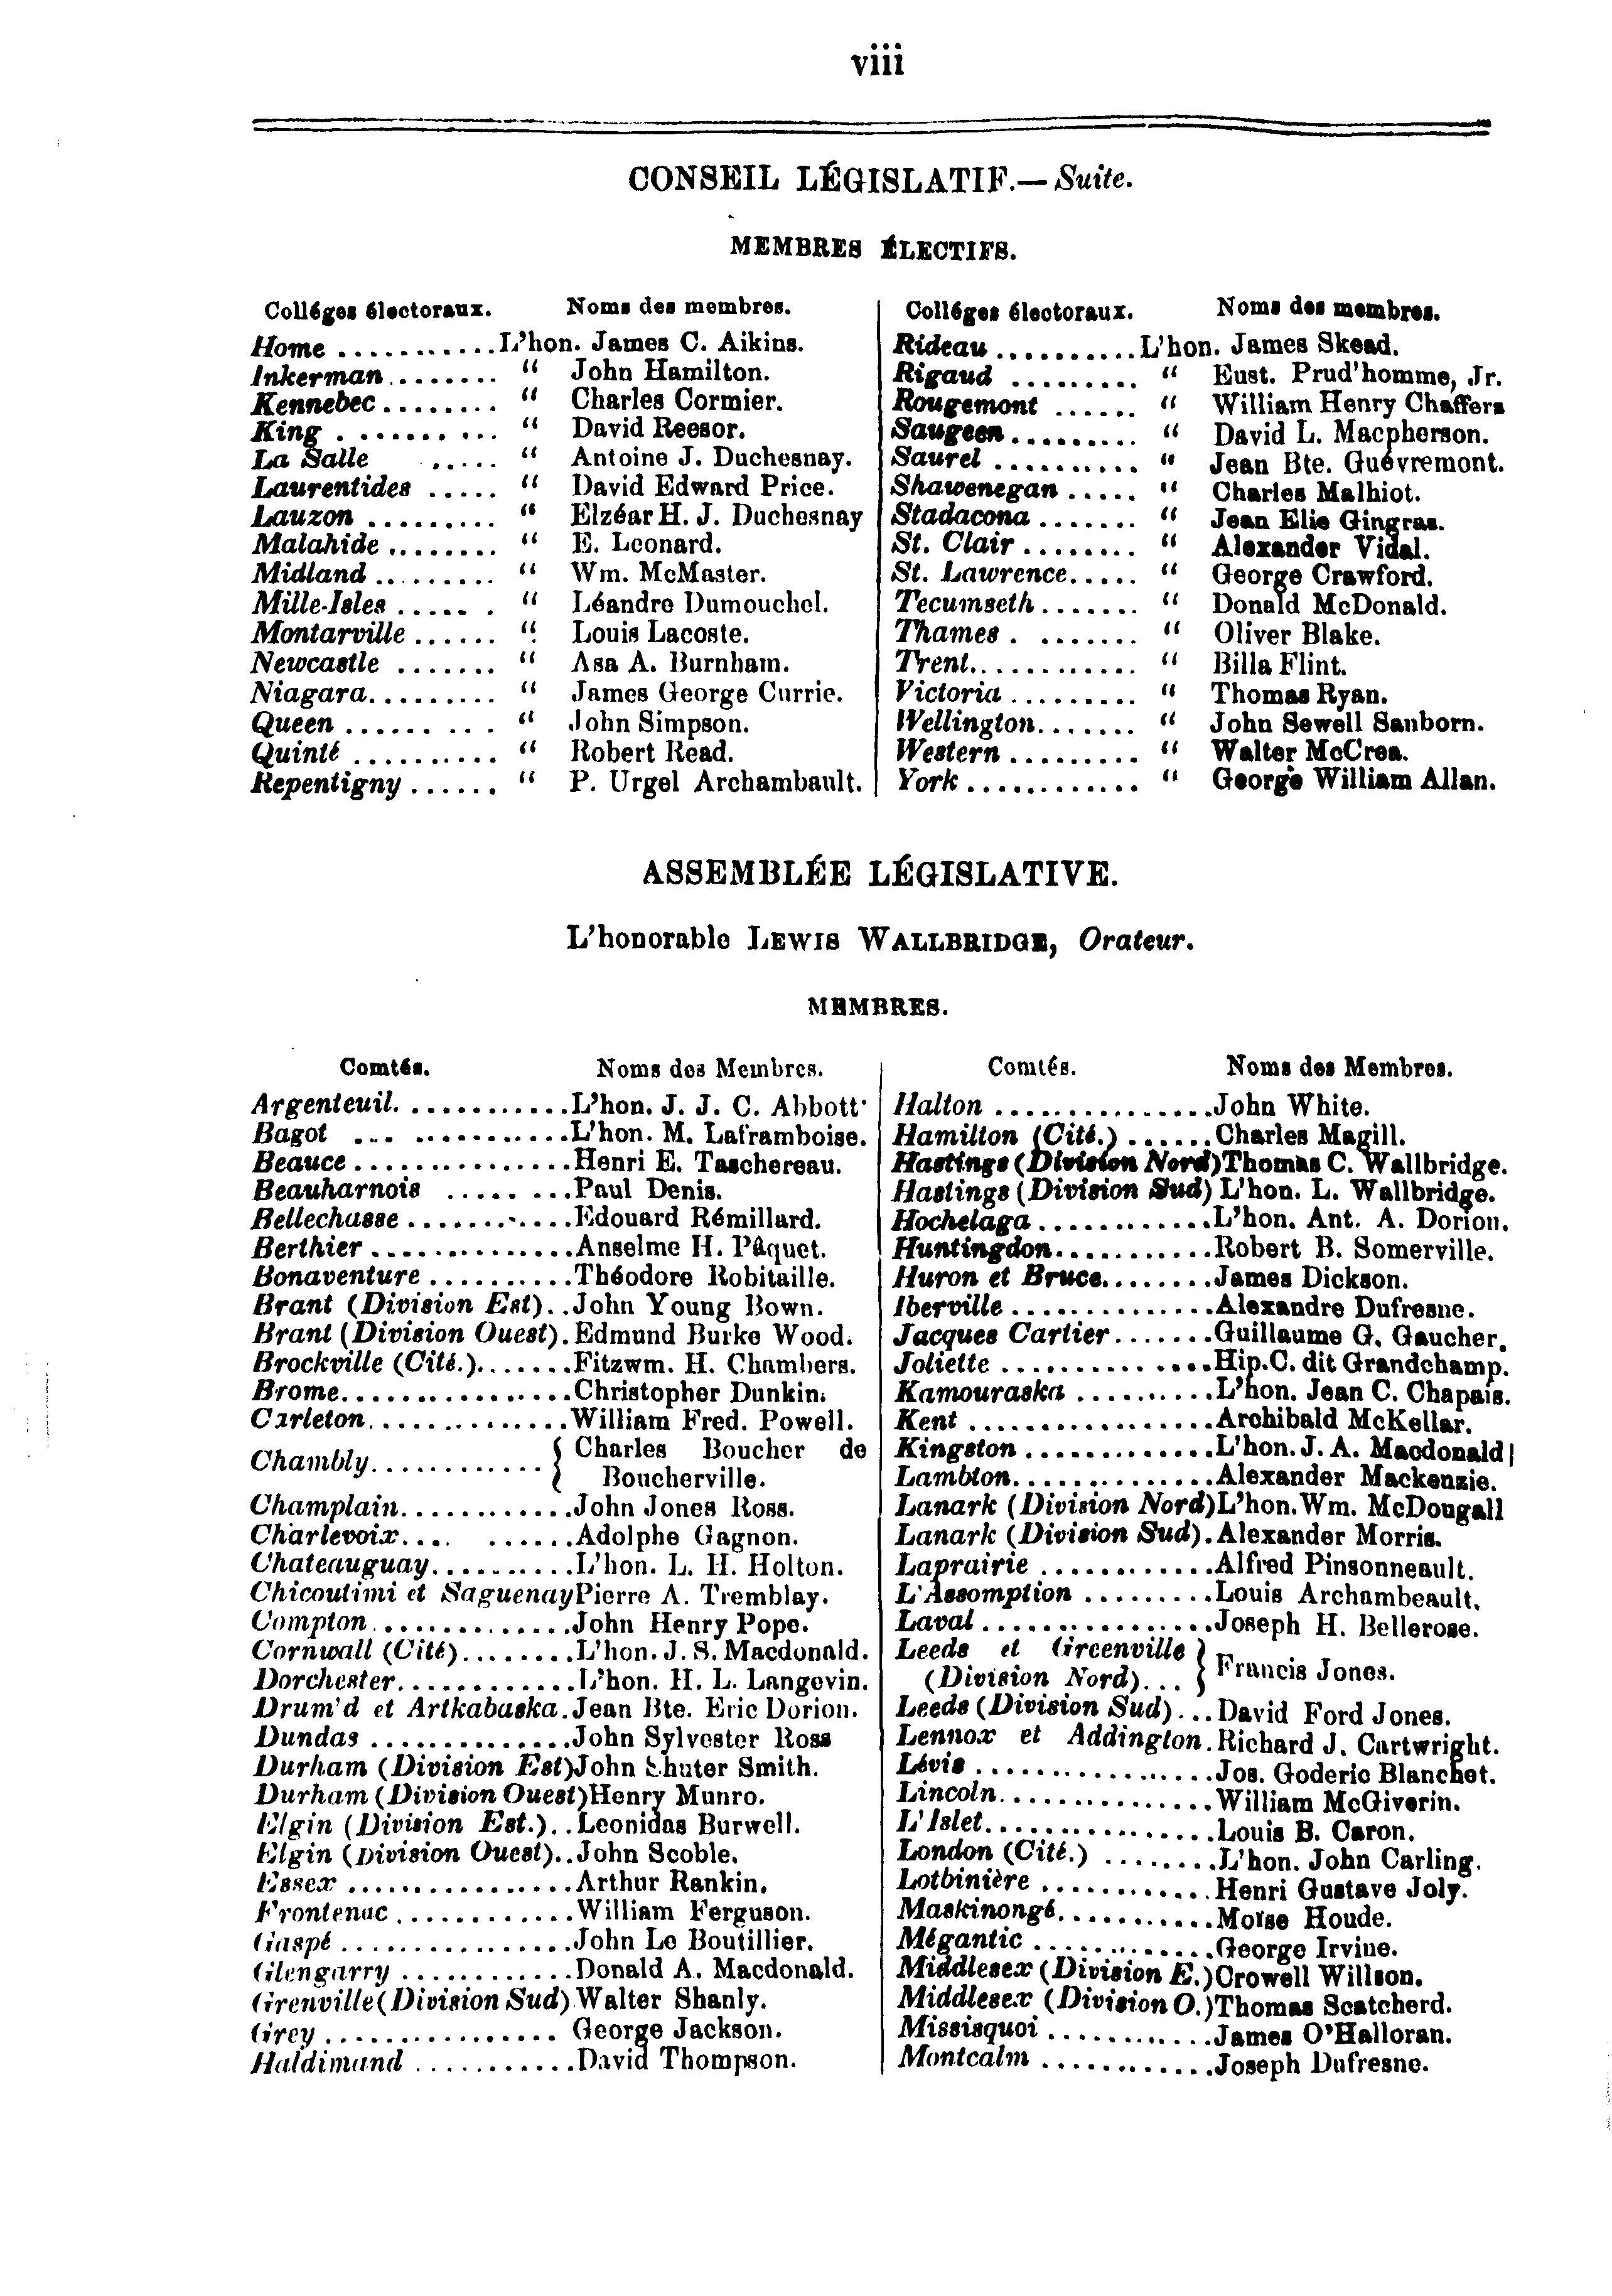 viii
CONSEIL LÉGISLATIF.—Suite.
MEMBRES ÉLECTIFS.
Colléges électoraux. Noms des membres.
Home ........... L'hon. James C. Aikins.
Inkerman ........ “ John Hamilton.
Kennebec ........ “ Charles Cormier.
King . ....... ... “ David Reesor.
La Salle ..... “ Antoine J. Duchesnay.
Laurentides ..... “ David Edward Price.
Lauzon ......... “ Elzéar H. J. Duchesnay
Malahide ........ “ E. Leonard.
Midland ......... “ Wm. McMaster.
Mille-Isles ..... . “ Léandre Dumouchel.
Montarville ...... “ Louis Lacoste.
Newcastle ....... “ Asa A. Burnham.
Niagara......... “ James George Currie.
Queen ...... ... “ John Simpson.
Quinté .......... “ Robert Read.
Repentigny ...... “ P. Urgel Archambault.
Colléges électoraux. Noms des membres.
Rideau .......... L'hon. James Skead.
Rigaud ......... “ Eust. Prud'homme, Jr.
Rougemont ...... “ William Henry Chaffers
Saugeen ......... “ David L. Macpherson.
Saurel .......... “ Jean Bte. Guévremont.
Shawenegan ..... “ Charles Malhiot.
Stadacona ....... “ Jean Elie Gingras.
St. Clair ........ “ Alexander Vidal.
St. Lawrence..... “ George Crawford.
Tecumseth ....... “ Donald McDonald.
Thames . ....... “ Oliver Blake.
Trent............ “ Billa Flint.
Victoria ......... “ Thomas Ryan.
Wellington....... “ John Sewell Sanborn.
Western ......... “ Walter McCrea.
York ............ “ George William Allan.
ASSEMBLÉE LÉGISLATIVE.
L'honorable LEWIS WALLBRIDGE, Orateur.
MEMBRES.
Comtés. Noms des Membres.
Argenteuil. ...........L'hon. J. J. C. Abbott
Bagot ... ...........L'hon. M. Laframboise.
Beauce ...............Henri E. Taschereau.
Beauharnois ..... ...Paul Denis.
Bellechasse ............Edouard Rémillard.
Berthier ..............Anselme H. Pâquet.
Bonaventure ..........Théodore Robitaille.
Brant (Division Est)..John Young Bown.
Brant (Division Ouest).Edmund Burke Wood.
Brockville (Cité.).......Fitzwm. H. Chambers.
Brome................Christopher Dunkin.
Carleton..............William Fred. Powell.
Chambly............ { Charles Boucher de
Boucherville.
Champlain............John Jones Ross.
Charlevoix.... ......Adolphe Gagnon.
Chateauguay..........L'hon. L. H. Holton.
Chicoutimi et SaguenayPierre A. Tremblay.
Compton..............John Henry Pope.
Cornwall (Cité)........L'hon. J. S. Macdonald.
Dorchester............L'hon. H. L. Langevin.
Drum'd et Artkabaska.Jean Bte. Eric Dorion.
Dundas ..............John Sylvester Ross
Durham (Division Est)John Shuter Smith.
Durham (Division Ouest)Henry Munro.
Elgin (Division Est.)..Leonidas Burwell.
Elgin (Division Ouest)..John Scoble.
Essex ................Arthur Rankin.
Frontenac ............William Ferguson.
Gaspé ................John Le Boutillier.
Glengarry ............Donald A. Macdonald.
Grenville (Division Sud) Walter Shanly.
Grey ................ George Jackson.
Haldimand ...........David Thompson.
Comtés. Noms des Membres.
Halton ...............John White.
Hamilton (Cité.) ......Charles Magill.
Hastings (Division Nord)Thomas C. Wallbridge.
Hastings (Division Sud) L'hon. L. Wallbridge.
Hochelaga ............L'hon. Ant. A. Dorion.
Huntingdon...........Robert B. Somerville.
Huron et Bruce........James Dickson.
Iberville ..............Alexandre Dufresne.
Jacques Cartier.......Guillaume G. Gaucher.
Joliette ..............Hip.C. dit Grandchamp.
Kamouraska ..........L'hon. Jean C. Chapais.
Kent .................Archibald McKellar.
Kingston .............L'hon. J. A. Macdonald
Lambton..............Alexander Mackenzie.
Lanark (Division Nord)L'hon. Wm. McDougall
Lanark (Division Sud).Alexander Morris.
Laprairie ............Alfred Pinsonneault.
L'Assomption .........Louis Archambeault.
Laval ................Joseph H. Bellerose.
Leeds et Greenville }
(Division Nord)... } Francis Jones.
Leeds (Division Sud)...David Ford Jones.
Lennox et Addington.Richard J. Cartwright.
Lévis .................Jos. Goderic Blanchet.
Lincoln...............William McGiverin.
L'Islet................Louis B. Caron.
London (Cité.) ........L'hon. John Carling.
Lotbinière ............Henri Gustave Joly.
Maskinongé...........Moïse Houde.
Mégantic .............George Irvine.
Middlesex (Division E.)Crowell Willson.
Middlesex (Division O.)Thomas Scatcherd.
Missisquoi ............James O'Halloran.
Montcalm ............Joseph Dufresne.